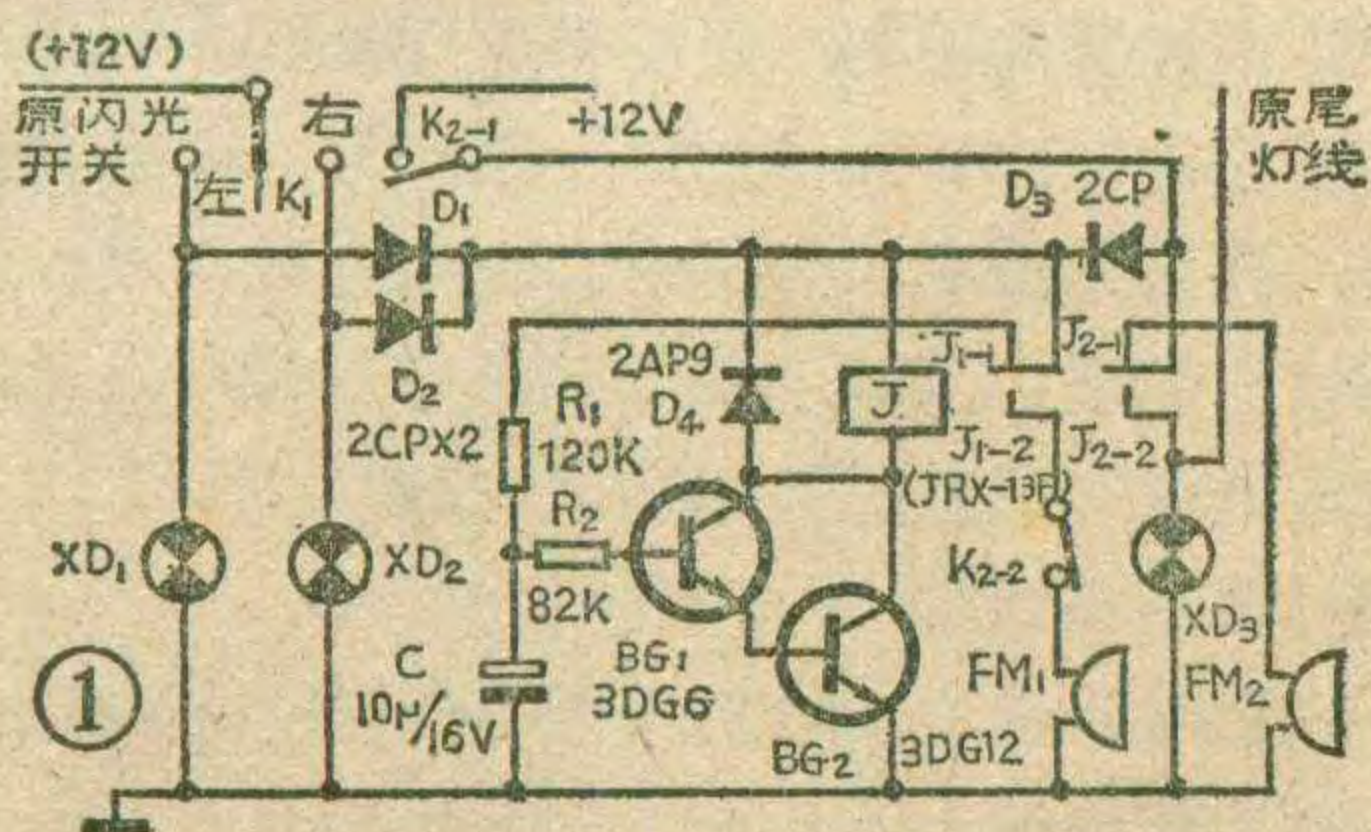 (+12V)
原闪光
开关
左
K₁
右
K₂₋₁
+12V
原尾
灯线
D₁
D₃ 2CP
D₂
2CPX2
R₁
120K
2AP9
D₄
J
J₁₋₁
J₂₋₁
J₁₋₂
J₂₋₂
(JRX-13F)
R₂
82K
XD₁
XD₂
K₂₋₂
XD₃
C
10μ/16V
BG₁
3DG6
BG₂
3DG12
FM₁
FM₂
①